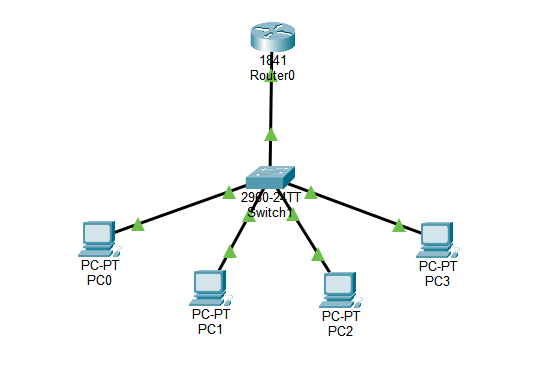 1841
Router0
2960-24TT
Switch1
PC-PT
PC0
PC-PT
PC1
PC-PT
PC2
PC-PT
PC3